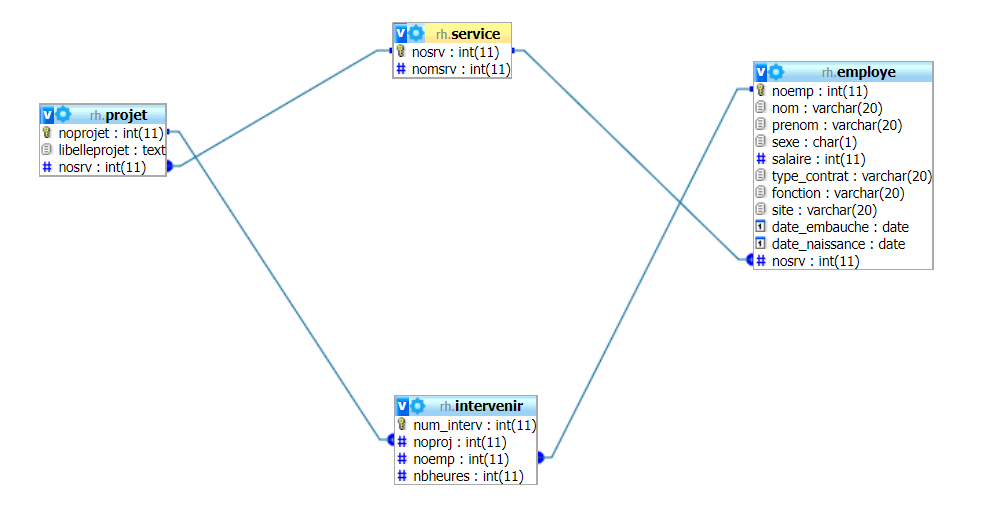 rh.service
nosrv : int(11)
nomsrv : int(11)
rh.employe
noemp : int(11)
nom : varchar(20)
prenom : varchar(20)
sexe : char(1)
salaire : int(11)
type_contrat : varchar(20)
fonction : varchar(20)
site : varchar(20)
date_embauche : date
date_naissance : date
nosrv : int(11)
rh.projet
noprojet : int(11)
libelleprojet : text
nosrv : int(11)
rh.intervenir
num_interv : int(11)
noproj : int(11)
noemp : int(11)
nbheures : int(11)